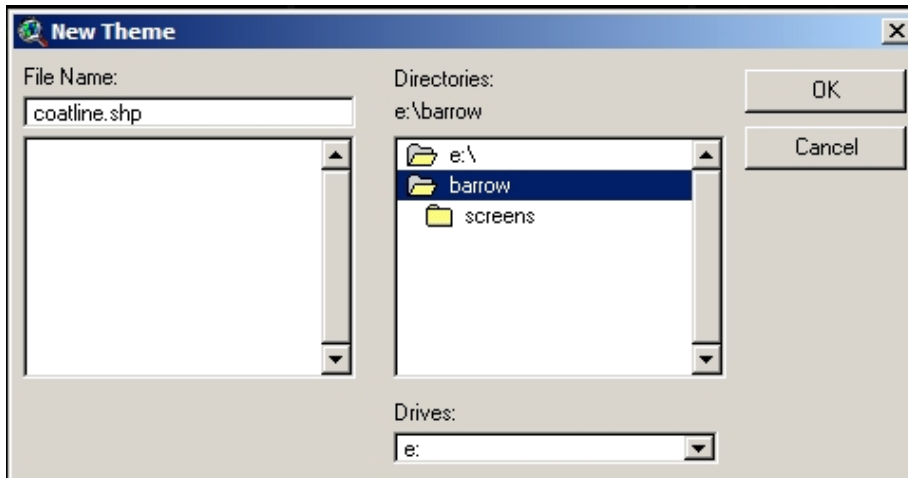 New Theme
File Name:
coatline.shp
Directories:
e:\barrow
e:\
barrow
screens
Drives:
e:
OK
Cancel